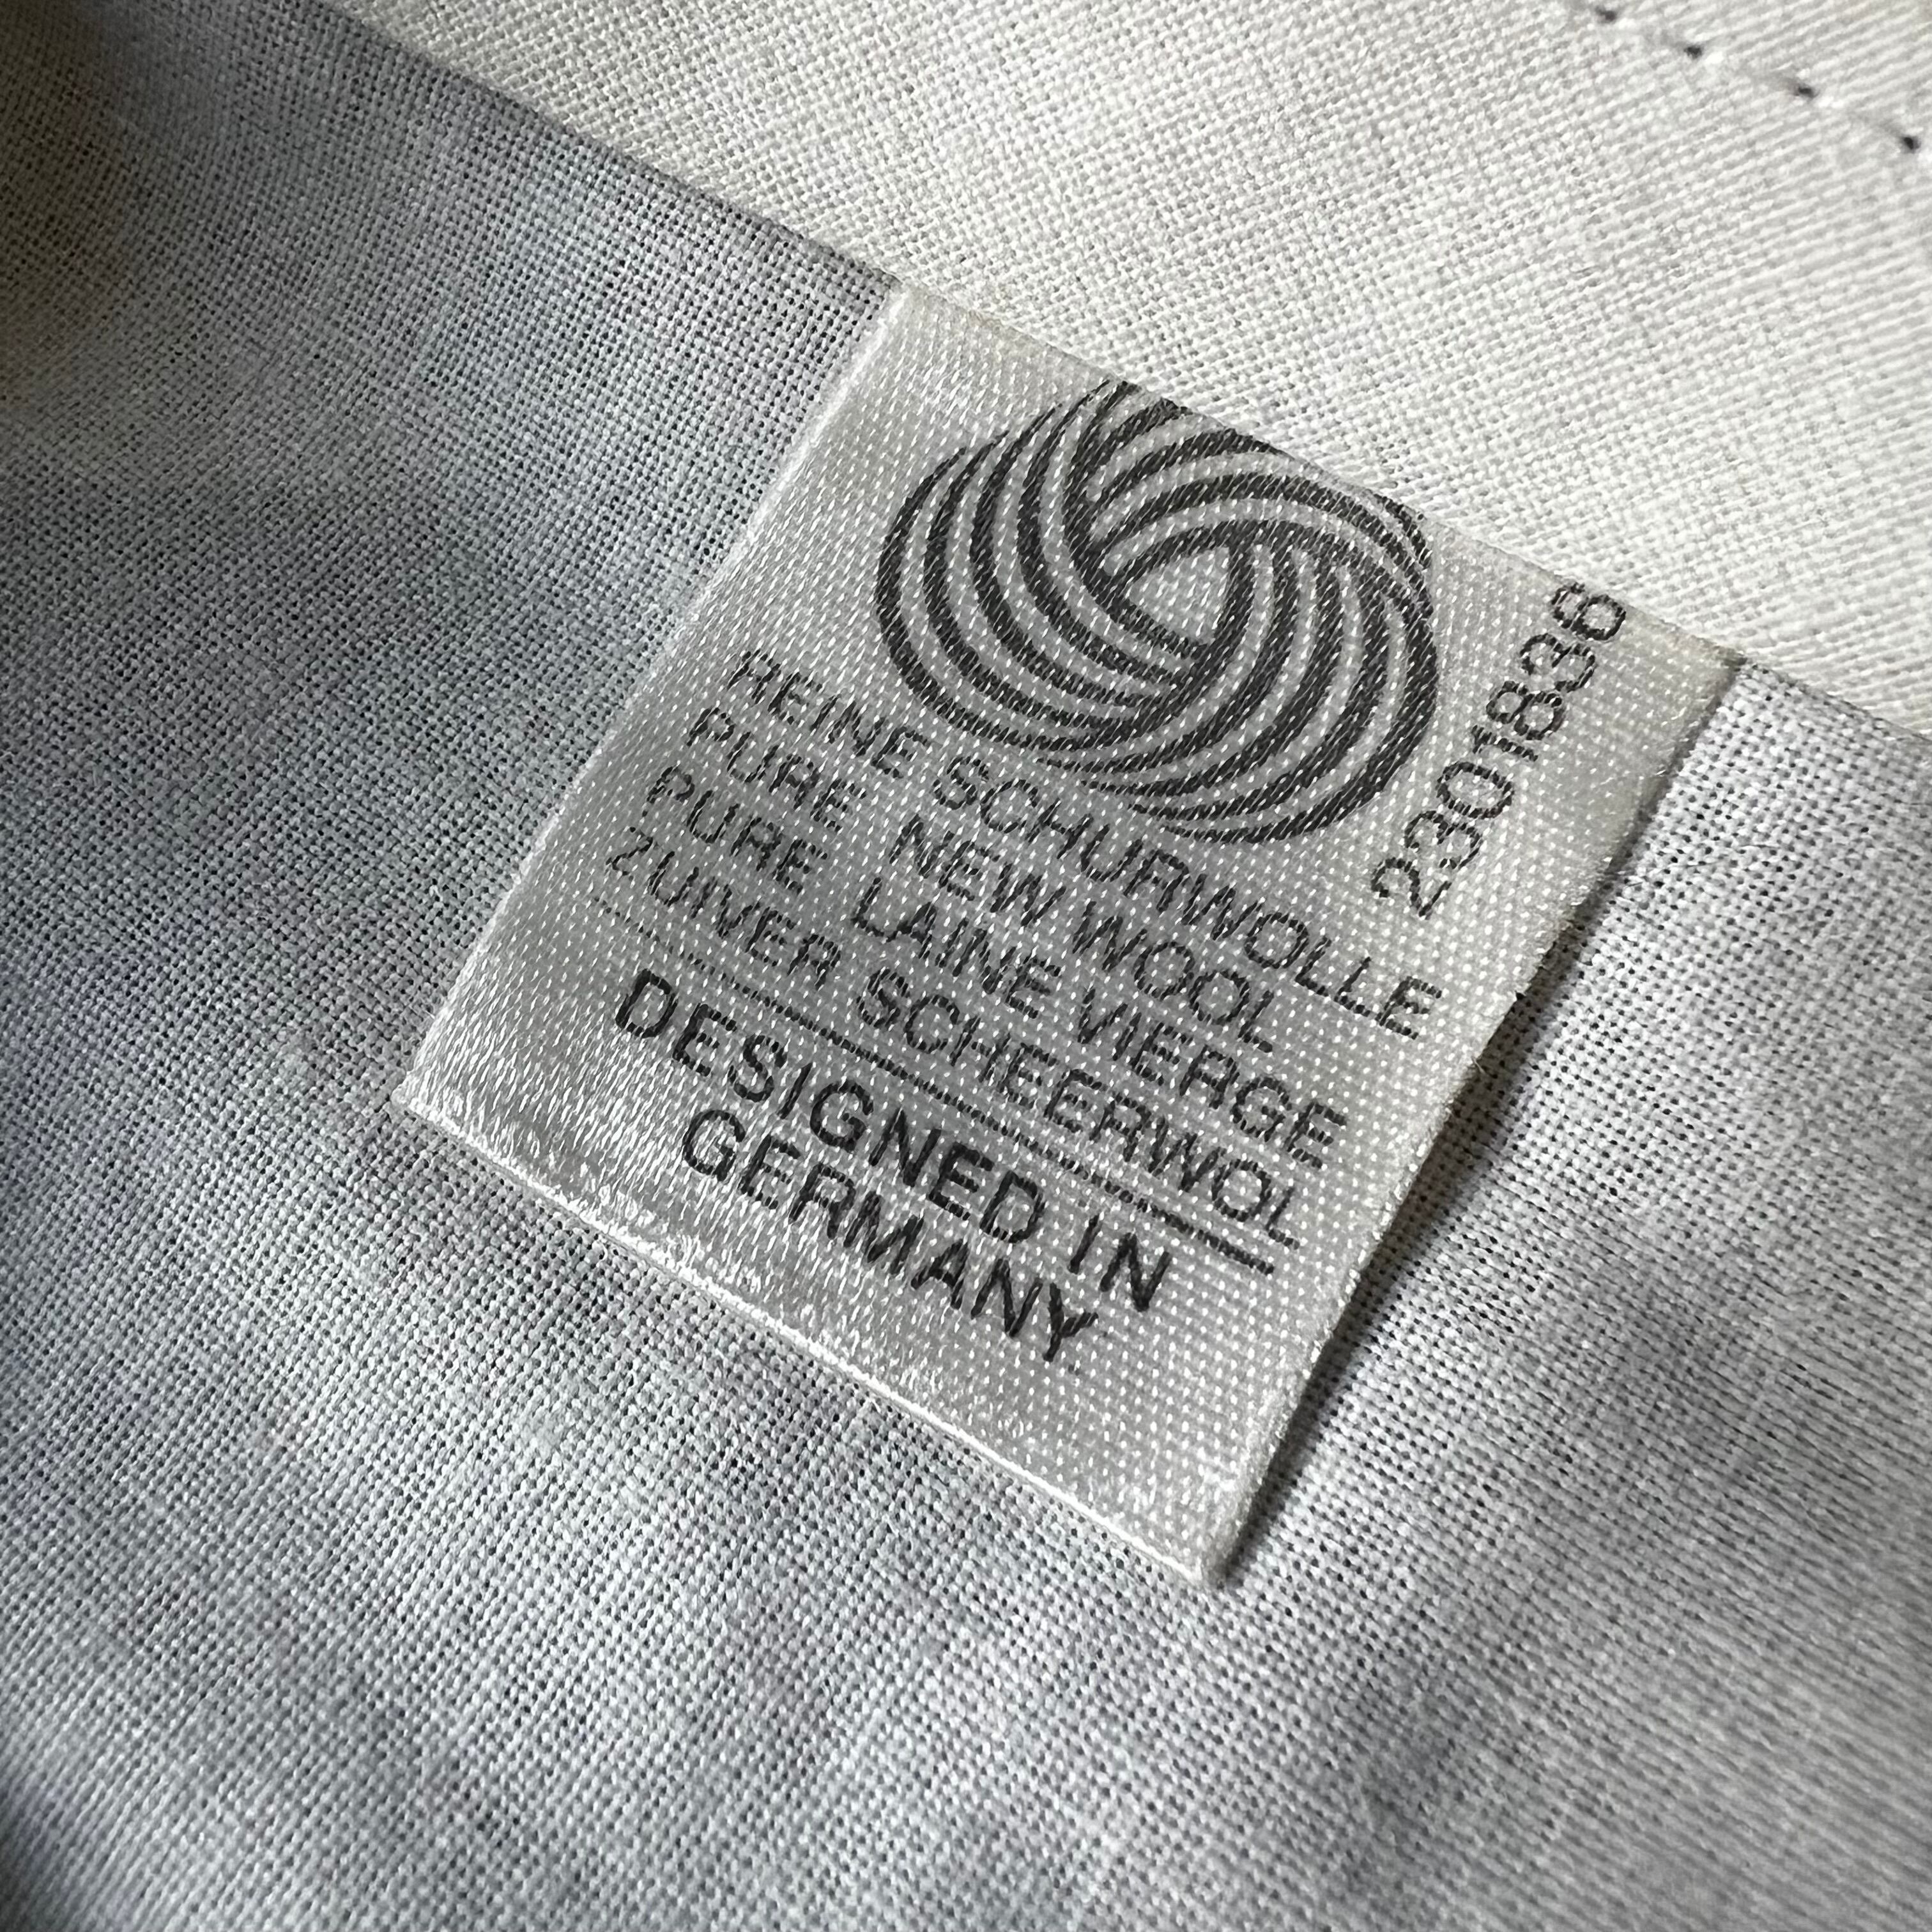 2301836
REINE SCHURWOLLE
PURE NEW WOOL
PURE LAINE VIERGE
ZUIVER SCHEERWOL
DESIGNED IN
GERMANY